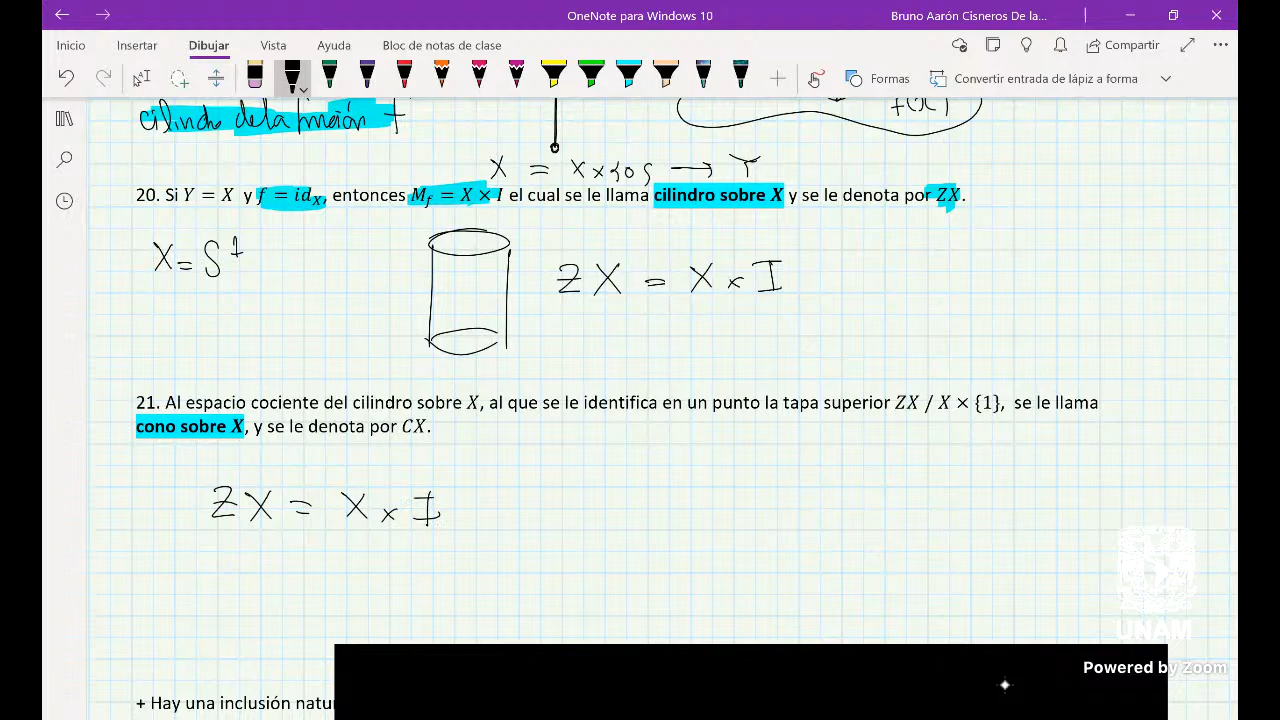 OneNote para Windows 10
Bruno Aarón Cisneros De la...
Inicio Insertar Dibujar Vista Ayuda Bloc de notas de clase Compartir
Formas Convertir entrada de lápiz a forma
cilindro de la función f
f(x)
X = X × {0} → Y
20. Si Y = X y f = id_X, entonces M_f = X × I el cual se le llama cilindro sobre X y se le denota por ZX.
X = S¹
ZX = X × I
21. Al espacio cociente del cilindro sobre X, al que se le identifica en un punto la tapa superior ZX / X × {1}, se le llama
cono sobre X, y se le denota por CX.
ZX = X × I
UNAM
Powered by Zoom
+ Hay una inclusión natur